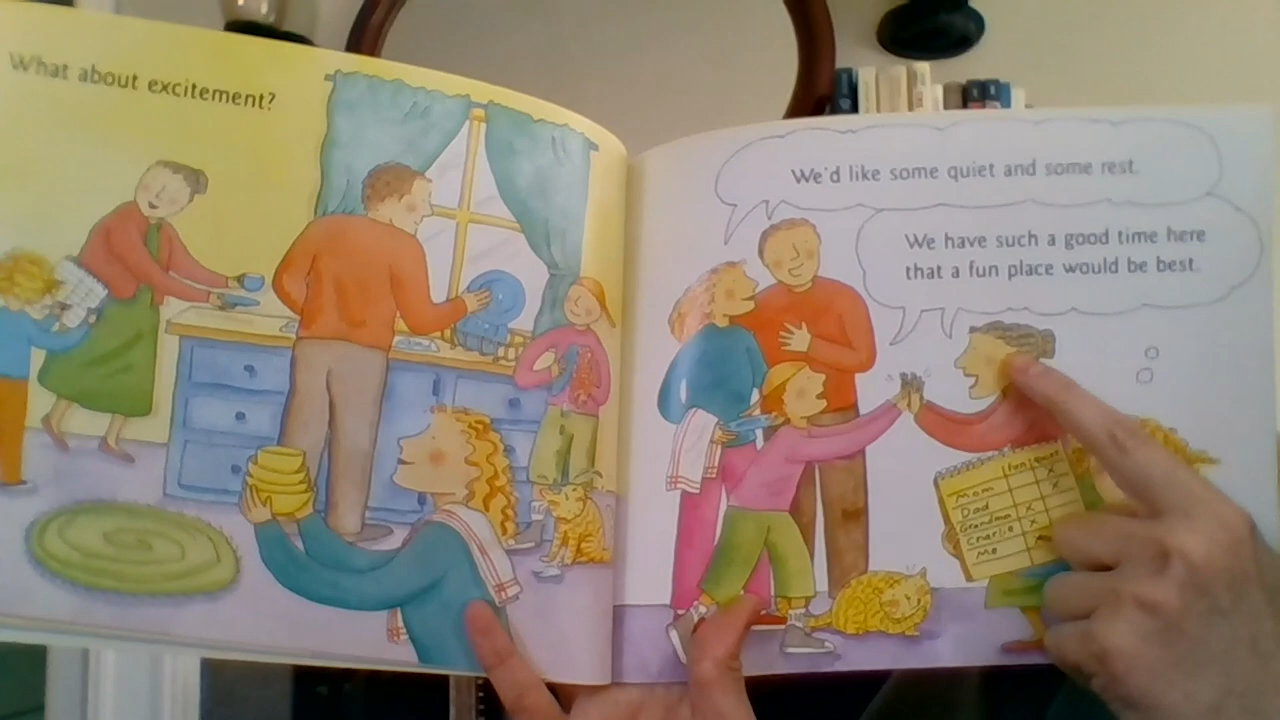 What about excitement?
We'd like some quiet and some rest.
We have such a good time here
that a fun place would be best.
fun quiet
Mom X
Dad X
Grandma X
Charlie X
Me